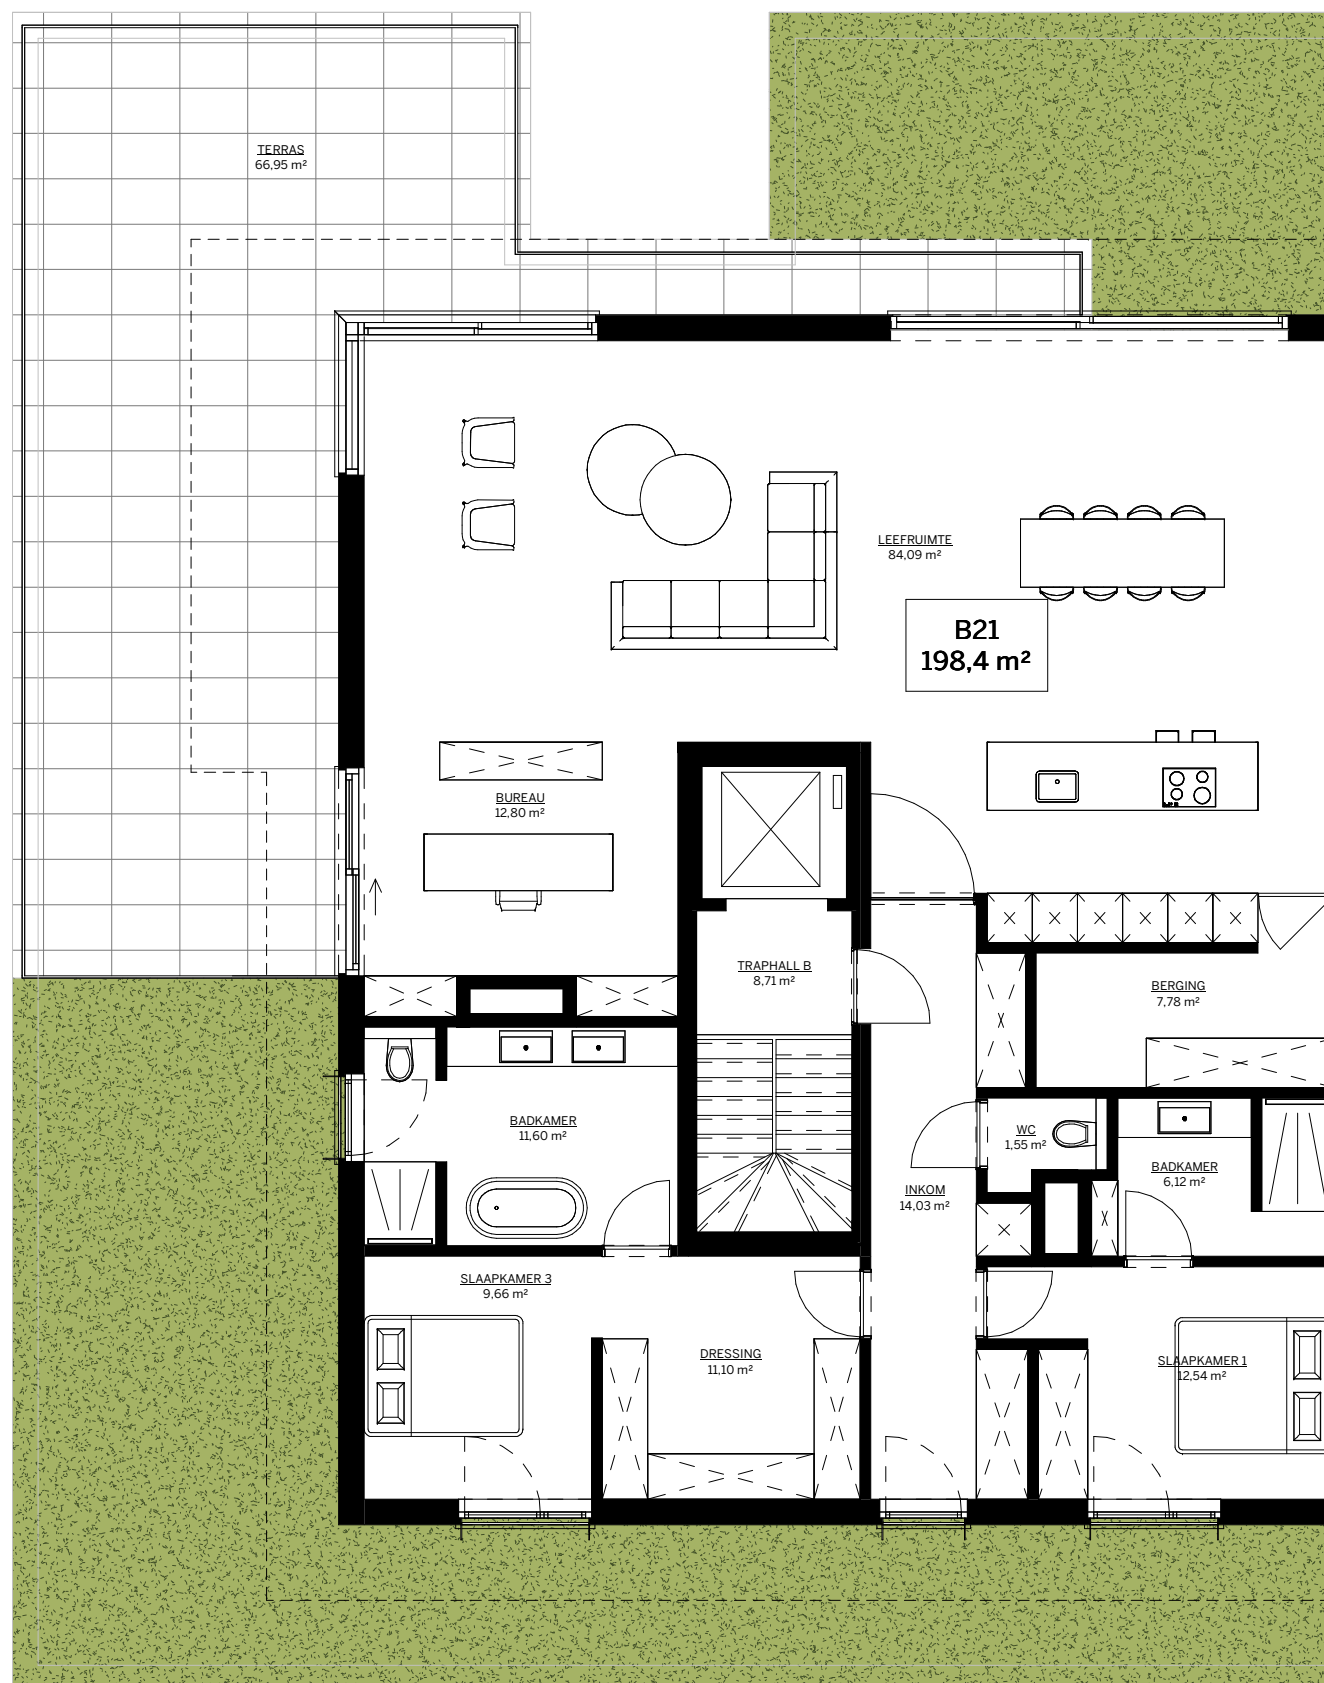 TERRAS
66,95 m²
LEEFRUIMTE
84,09 m²
B21
198,4 m²
BUREAU
12,80 m²
TRAPHALL B
8,71 m²
BERGING
7,78 m²
BADKAMER
11,60 m²
WC
1,55 m²
BADKAMER
6,12 m²
INKOM
14,03 m²
SLAAPKAMER 3
9,66 m²
DRESSING
11,10 m²
SLAAPKAMER 1
12,54 m²